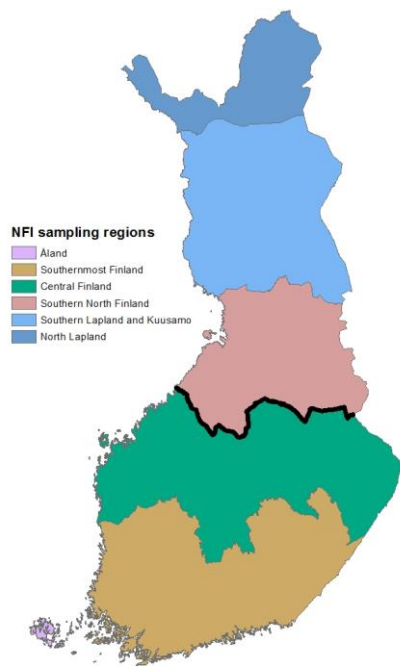 NFI sampling regions
Åland
Southernmost Finland
Central Finland
Southern North Finland
Southern Lapland and Kuusamo
North Lapland